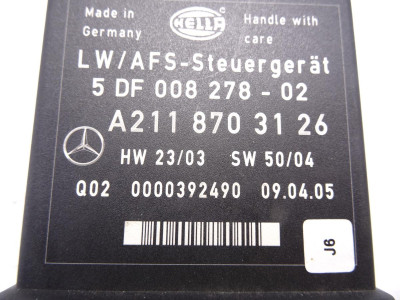 Made in
Germany
HELLA
Handle with
care
LW/AFS-Steuergerät
5 DF 008 278 - 02
A211 870 31 26
HW 23/03 SW 50/04
Q02 0000392490 09.04.05
J6